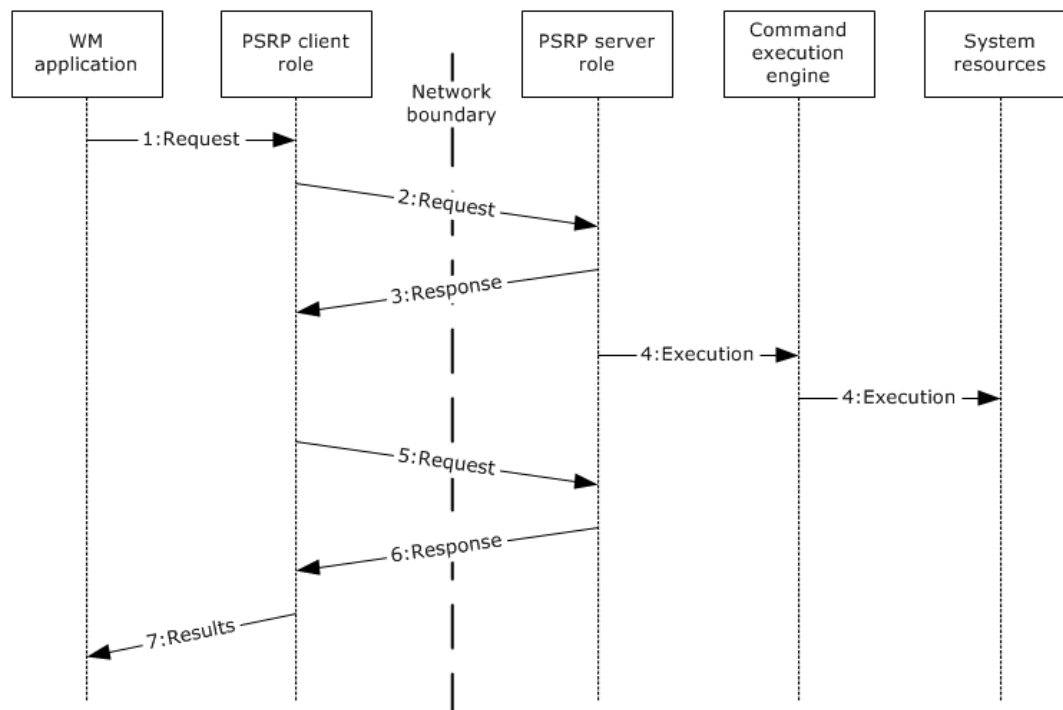 WM
application
PSRP client
role
Network
boundary
PSRP server
role
Command
execution
engine
System
resources
1:Request
2:Request
3:Response
4:Execution
4:Execution
5:Request
6:Response
7:Results